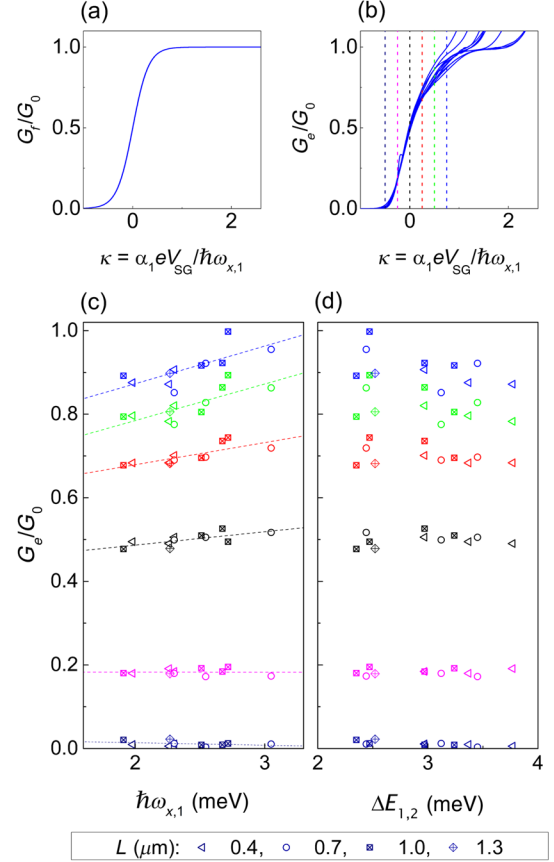 (a) (b)
1.0 1.0
G_f/G_0 0.5 G_e/G_0 0.5
0.0 0.0
0 2 0 2
κ = α_1eV_SG/ℏω_x,1 κ = α_1eV_SG/ℏω_x,1
(c) (d)
1.0
0.8
0.6
G_e/G_0
0.4
0.2
0.0
2 3 2 3 4
ℏω_x,1 (meV) ΔE_1,2 (meV)
L (μm): 0.4, 0.7, 1.0, 1.3